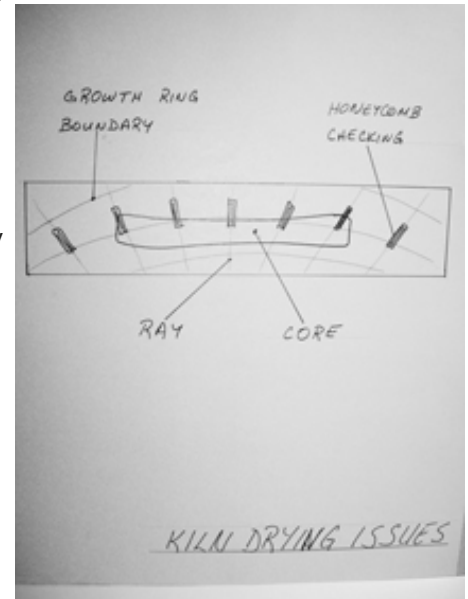 GROWTH RING
BOUNDARY
HONEYCOMB
CHECKING
RAY
CORE
KILN DRYING ISSUES